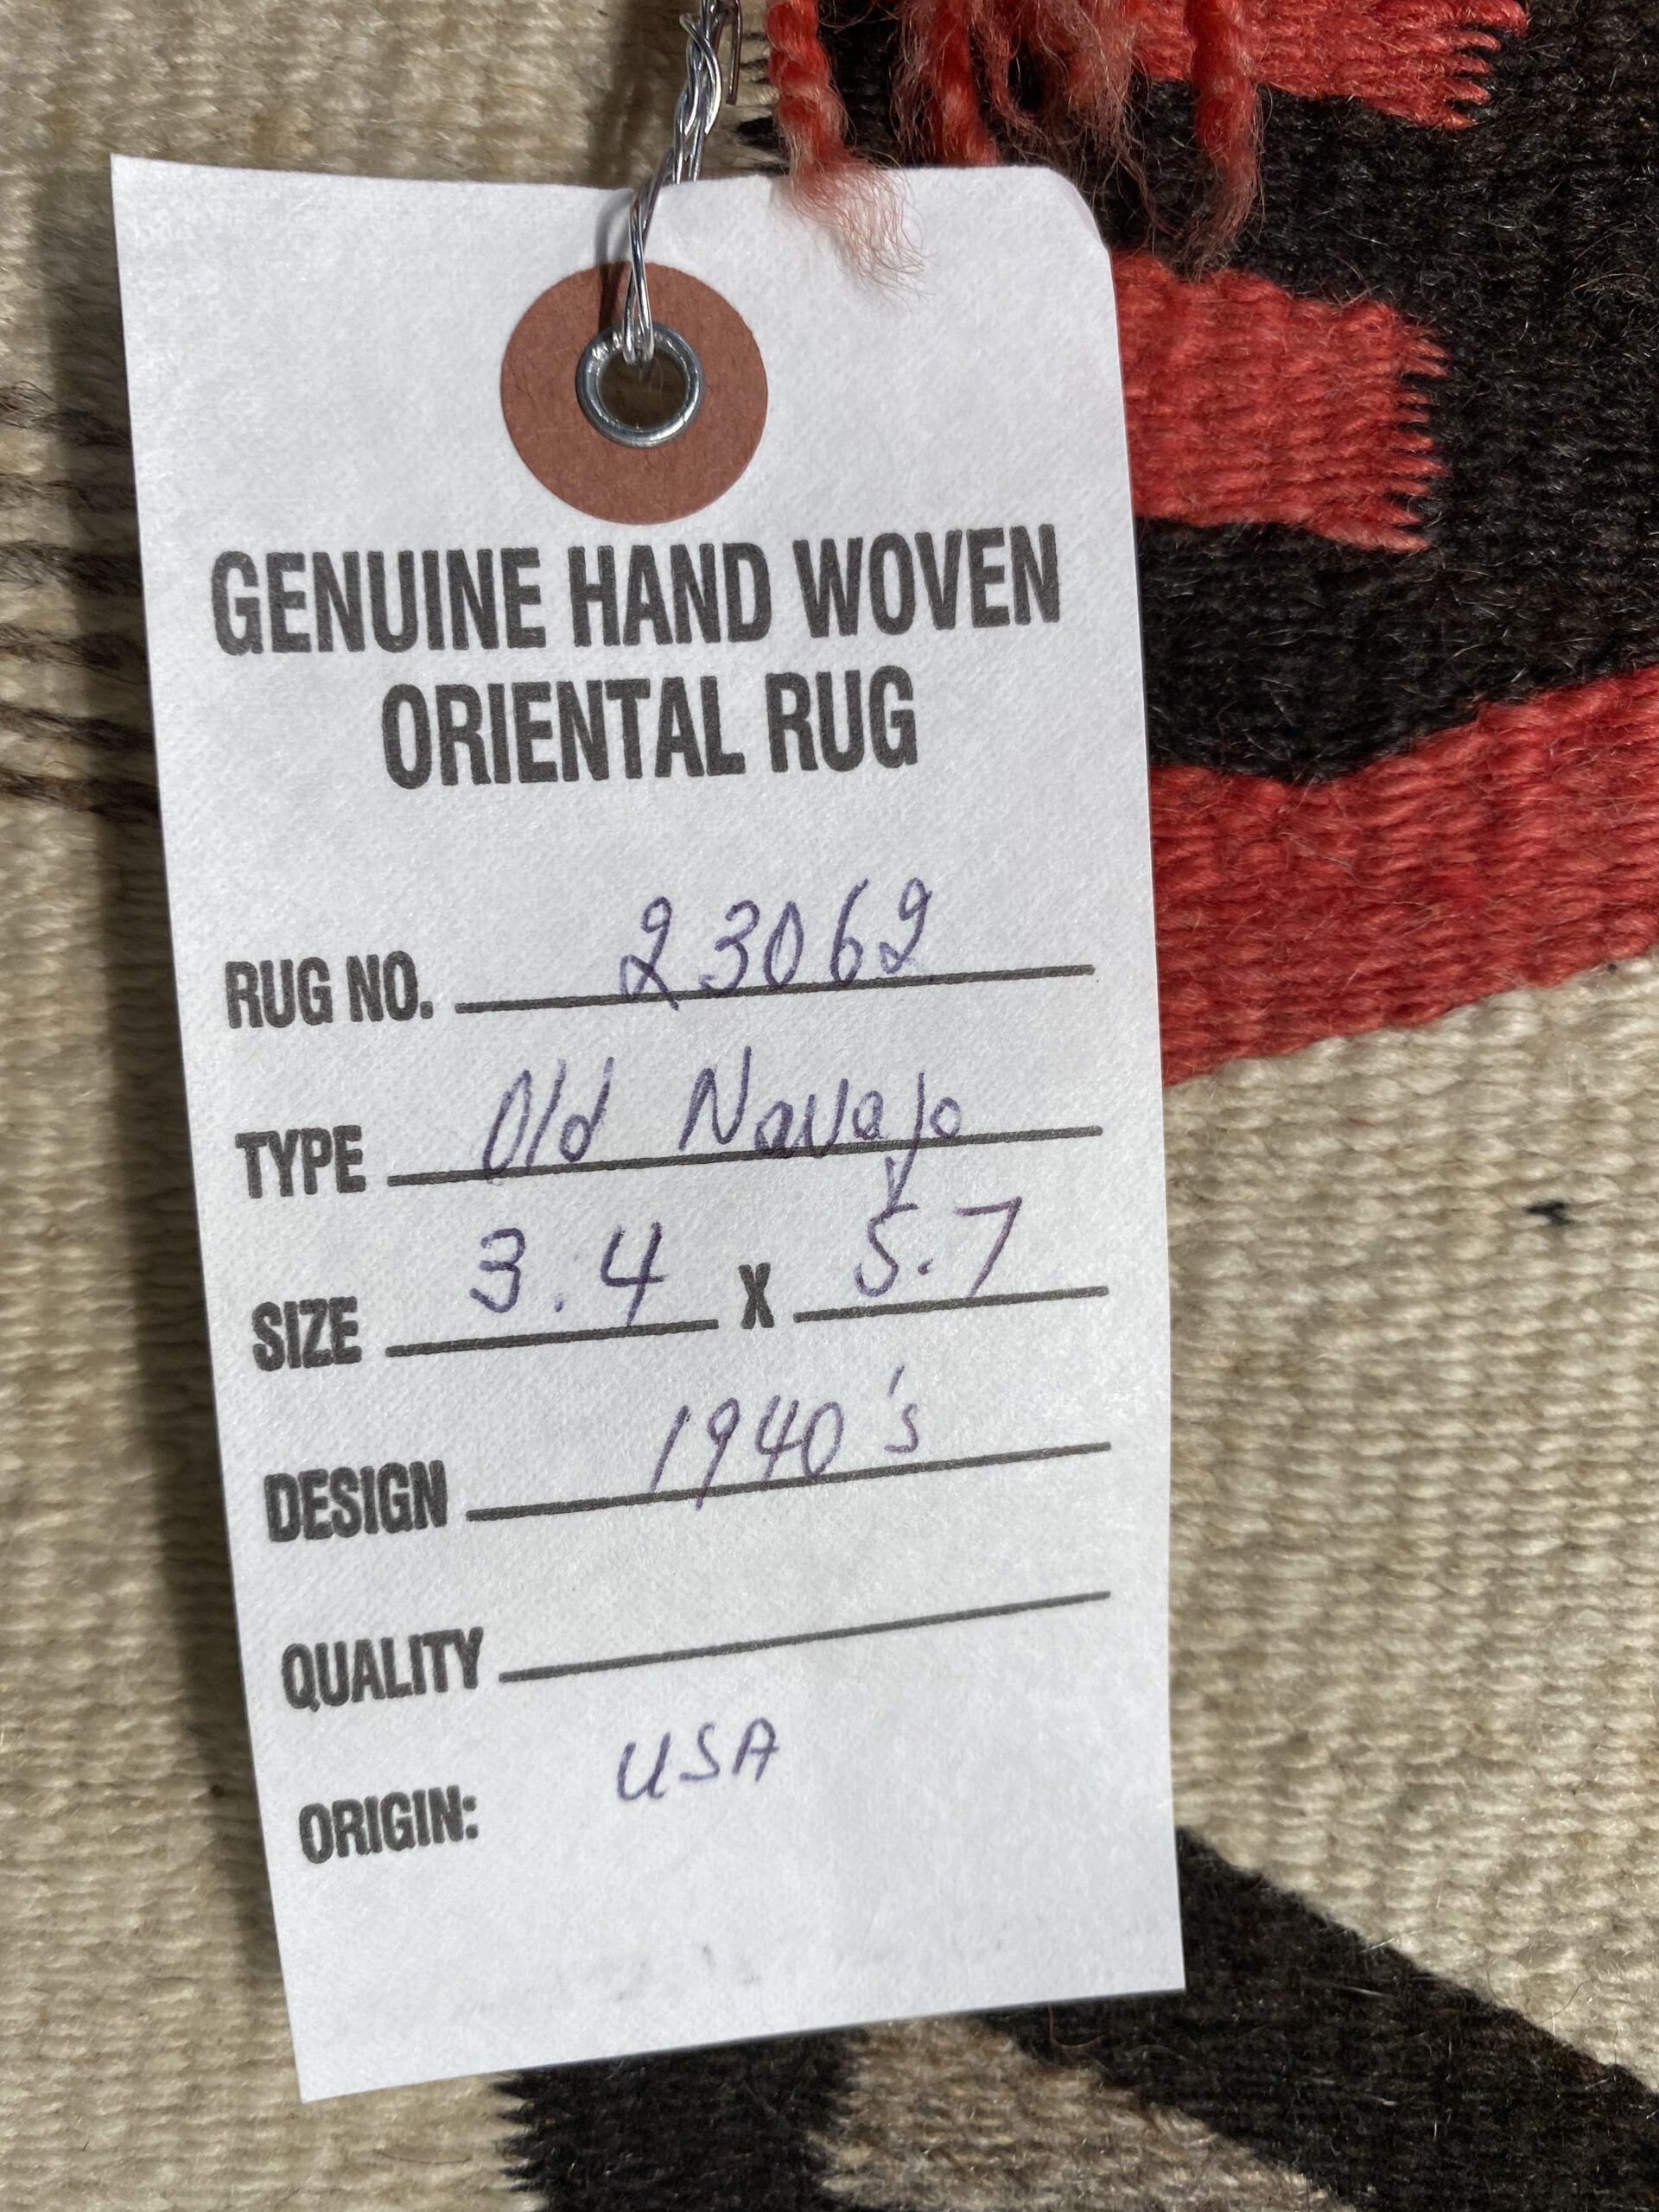 GENUINE HAND WOVEN
ORIENTAL RUG
RUG NO. 23062
TYPE Old Navajo
SIZE 3.4 X 5.7
DESIGN 1940's
QUALITY
ORIGIN: USA